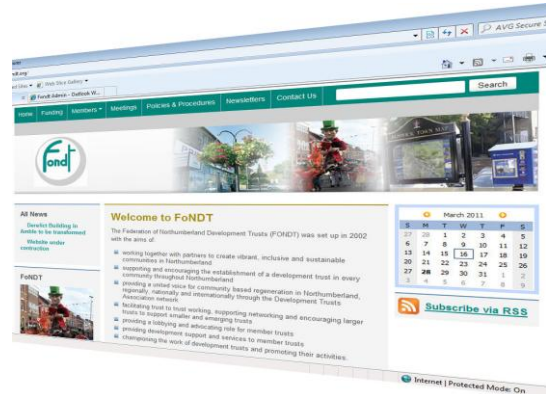 AVG Secure S
Web Slice Gallery
Fondt Admin - Outlook W...
Home Funding Members Meetings Policies & Procedures Newsletters Contact Us Search
Fondt
All News
Derelict Building in
Amble to be transformed
Website under
contraction
FoNDT
Welcome to FoNDT
The Federation of Northumberland Development Trusts (FONDT) was set up in 2002
with the aims of:
working together with partners to create vibrant, inclusive and sustainable
communities in Northumberland
supporting and encouraging the establishment of a development trust in every
community throughout Northumberland
providing a united voice for community based regeneration in Northumberland,
regionally, nationally and internationally through the Development Trusts
Association network
facilitating trust to trust working, supporting networking and encouraging larger
trusts to support smaller and emerging trusts
providing a lobbying and advocating role for member trusts
providing development support and services to member trusts
championing the work of development trusts and promoting their activities.
March 2011
S M T W T F S
27 28 1 2 3 4 5
6 7 8 9 10 11 12
13 14 15 16 17 18 19
20 21 22 23 24 25 26
27 28 29 30 31 1 2
3 4 5 6 7 8 9
Subscribe via RSS
Internet | Protected Mode: On